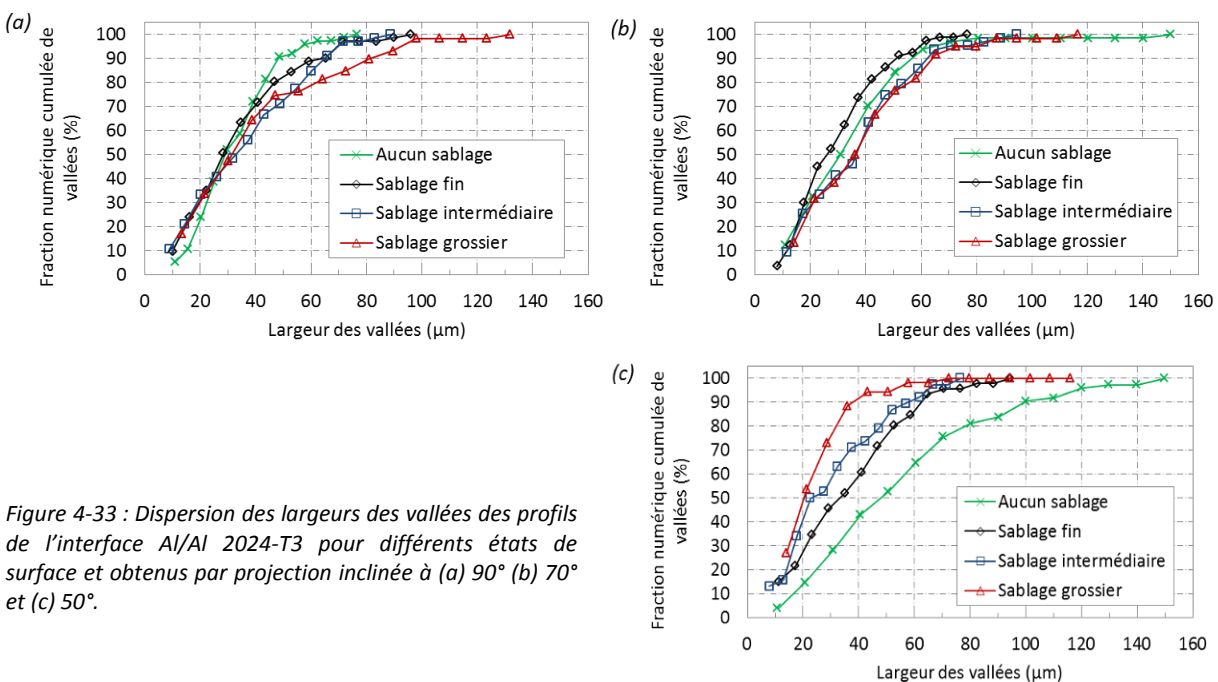 (a)
Fraction numérique cumulée de
vallées (%)
100
90
80
70
60
50
40
30
20
10
0
Aucun sablage
Sablage fin
Sablage intermédiaire
Sablage grossier
0 20 40 60 80 100 120 140 160
Largeur des vallées (µm)
(b)
Fraction numérique cumulée de
vallées (%)
100
90
80
70
60
50
40
30
20
10
0
Aucun sablage
Sablage fin
Sablage intermédiaire
Sablage grossier
0 20 40 60 80 100 120 140 160
Largeur des vallées (µm)
(c)
Fraction numérique cumulée de
vallées (%)
100
90
80
70
60
50
40
30
20
10
0
Aucun sablage
Sablage fin
Sablage intermédiaire
Sablage grossier
0 20 40 60 80 100 120 140 160
Largeur des vallées (µm)
Figure 4-33 : Dispersion des largeurs des vallées des profils
de l’interface Al/Al 2024-T3 pour différents états de
surface et obtenus par projection inclinée à (a) 90° (b) 70°
et (c) 50°.